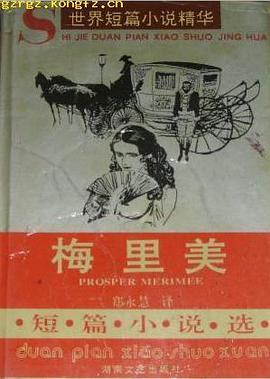 gzrgz.kongfz.cn
世界短篇小说精华
SHI JIE DUAN PIAN XIAO SHUO JING HUA
梅里美
PROSPER MERIMEE
郑永慧 译
·短·篇·小·说·选·
duan pian xiao shuo xuan
湖南文艺出版社